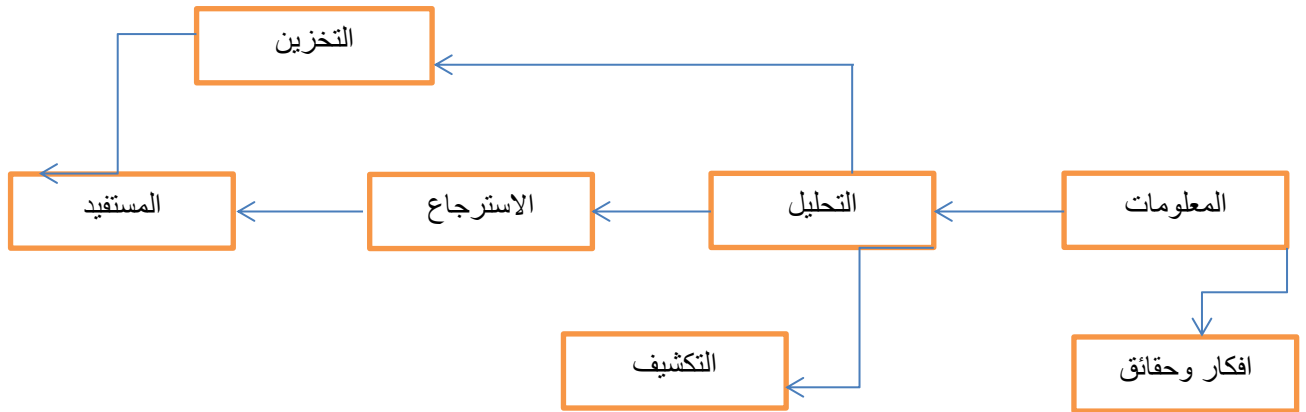 التخزين
المعلومات
التحليل
الاسترجاع
المستفيد
افكار وحقائق
التكشيف